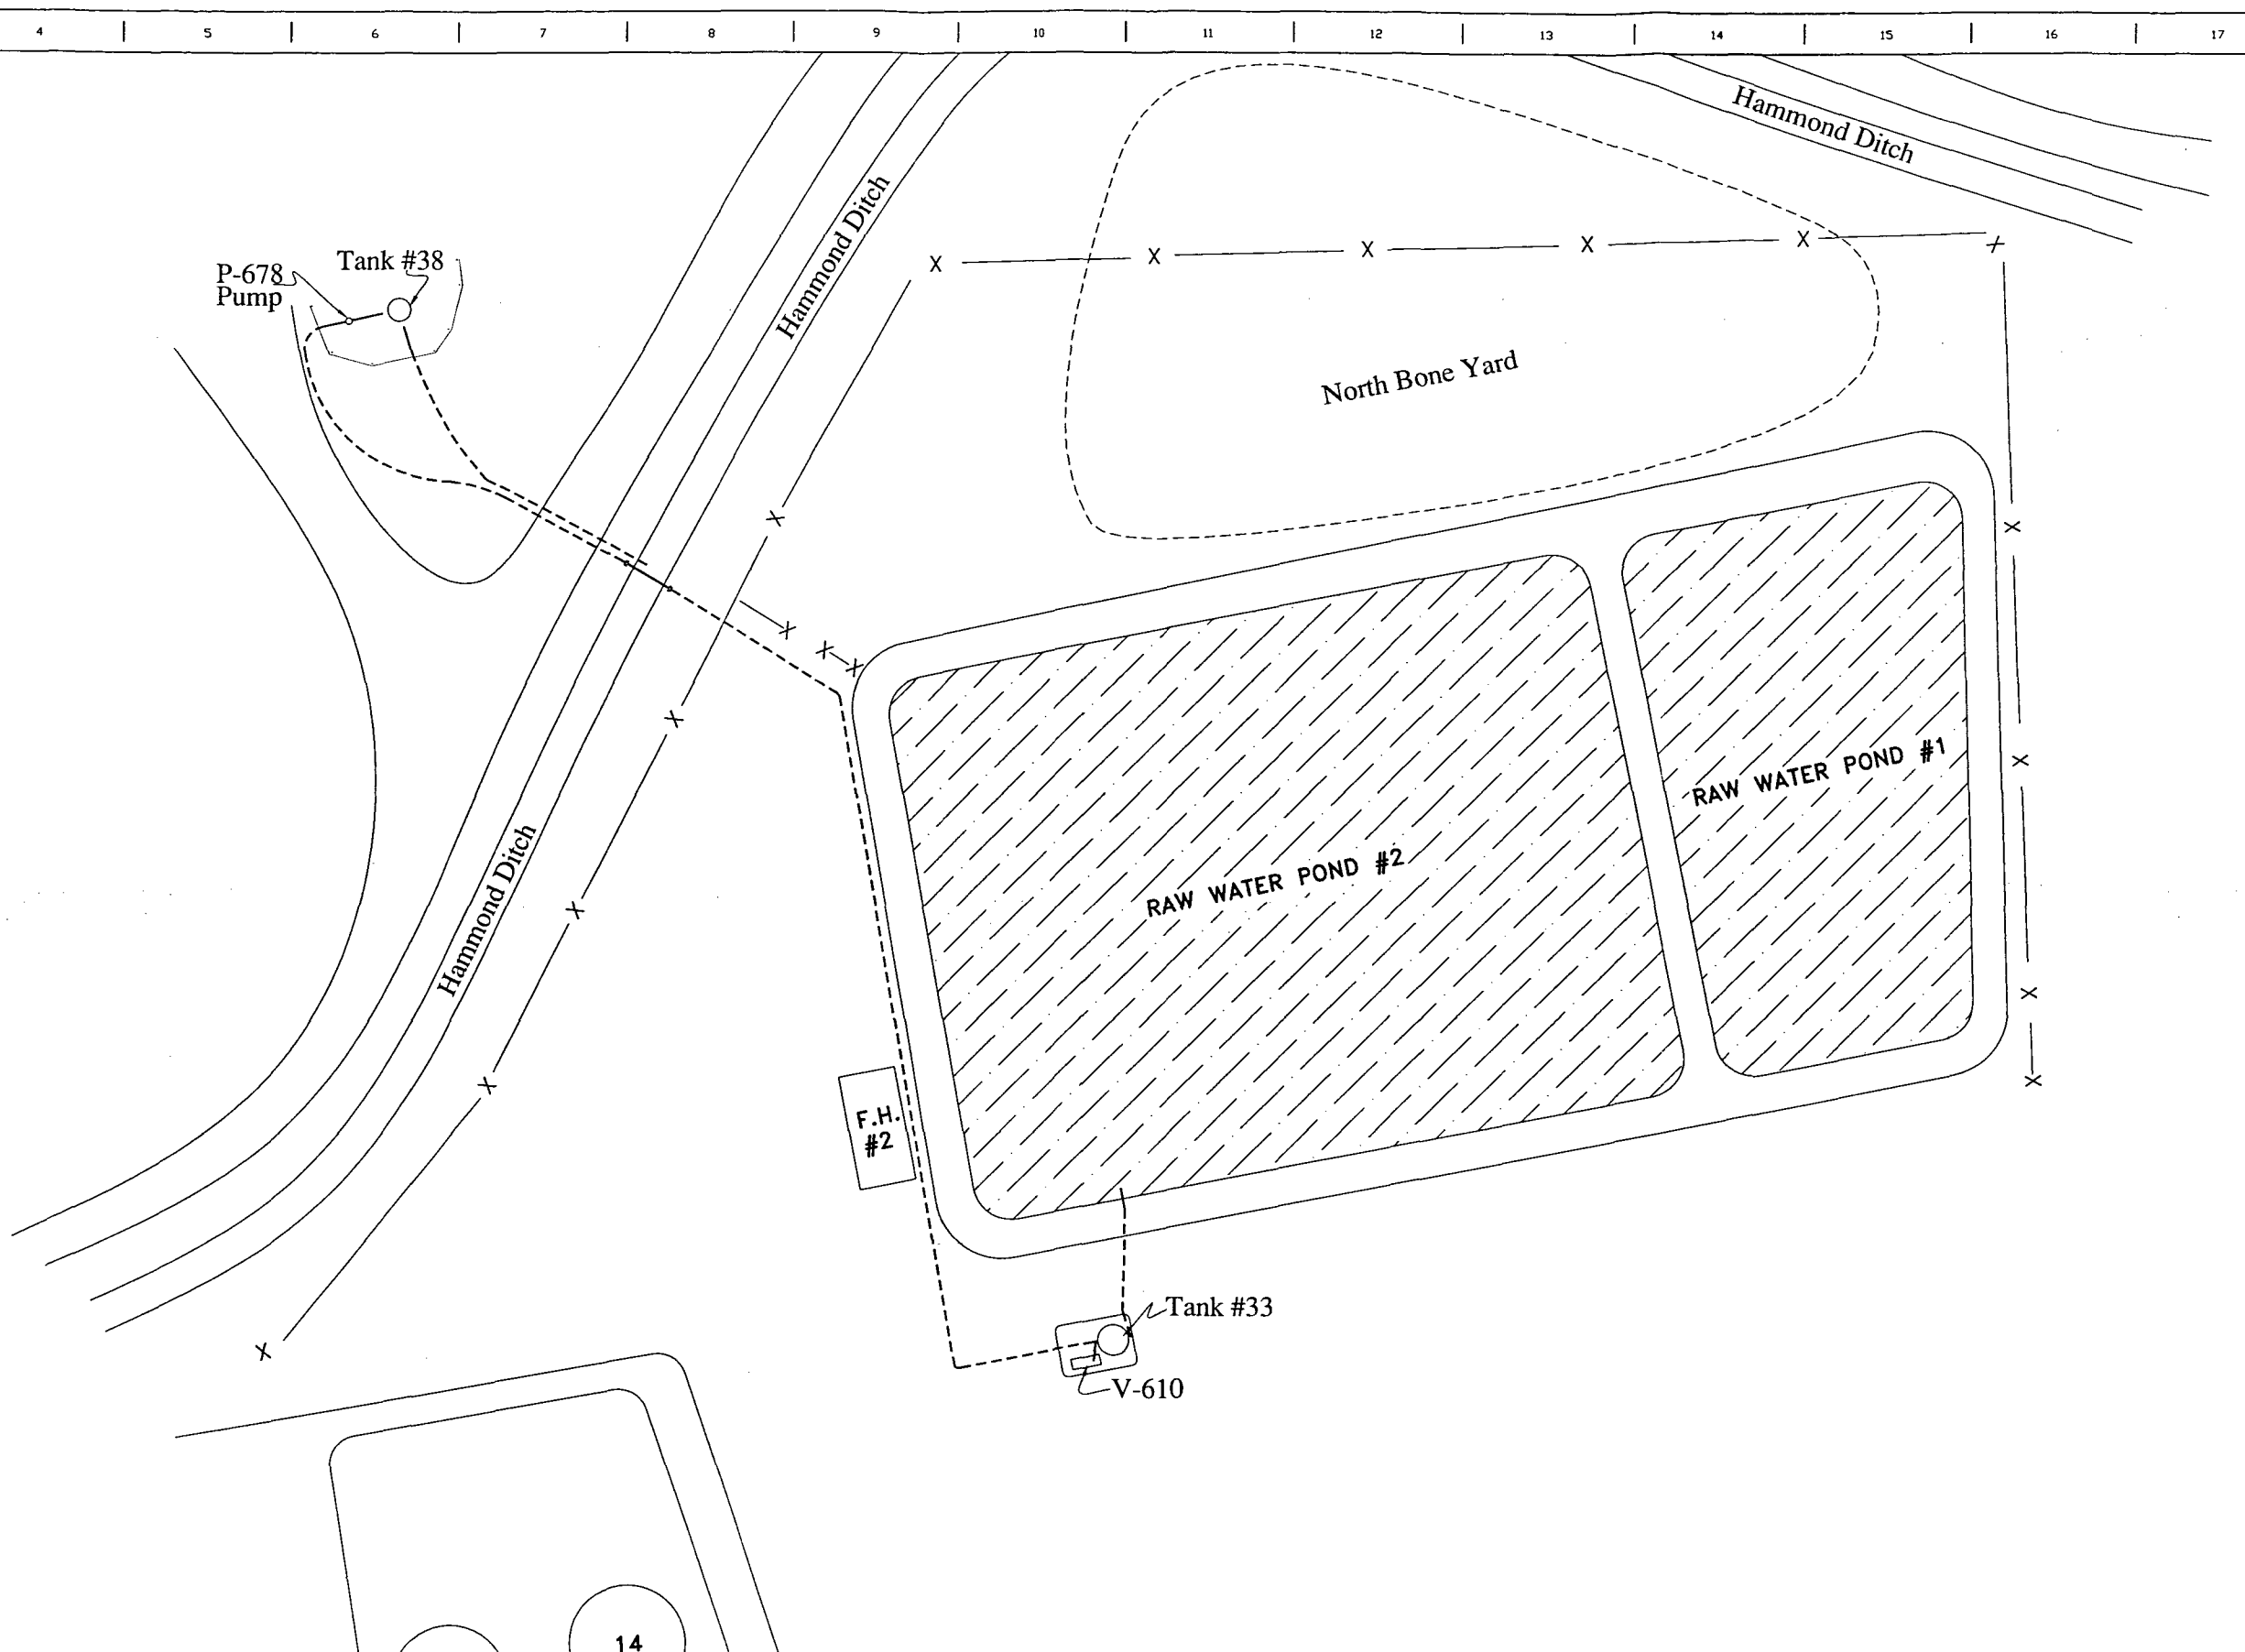 4 5 6 7 8 9 10 11 12 13 14 15 16 17
Hammond Ditch
Hammond Ditch
Tank #38
P-678
Pump
North Bone Yard
RAW WATER POND #1
RAW WATER POND #2
Hammond Ditch
F.H.
#2
Tank #33
V-610
14